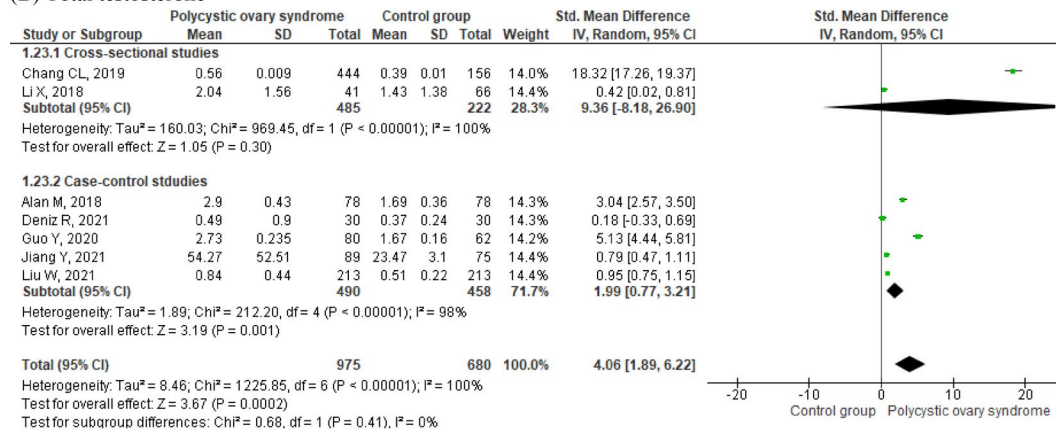 (B) Total testosterone
Polycystic ovary syndrome Control group Std. Mean Difference Std. Mean Difference
Study or Subgroup Mean SD Total Mean SD Total Weight IV, Random, 95% CI IV, Random, 95% CI
1.23.1 Cross-sectional studies
Chang CL, 2019 0.56 0.009 444 0.39 0.01 156 14.0% 18.32 [17.26, 19.37]
Li X, 2018 2.04 1.56 41 1.43 1.38 66 14.4% 0.42 [0.02, 0.81]
Subtotal (95% CI) 485 222 28.3% 9.36 [-8.18, 26.90]
Heterogeneity: Tau² = 160.03; Chi² = 969.45, df = 1 (P < 0.00001); I² = 100%
Test for overall effect: Z = 1.05 (P = 0.30)
1.23.2 Case-control stdudies
Alan M, 2018 2.9 0.43 78 1.69 0.36 78 14.3% 3.04 [2.57, 3.50]
Deniz R, 2021 0.49 0.9 30 0.37 0.24 30 14.3% 0.18 [-0.33, 0.69]
Guo Y, 2020 2.73 0.235 80 1.67 0.16 62 14.2% 5.13 [4.44, 5.81]
Jiang Y, 2021 54.27 52.51 89 23.47 3.1 75 14.4% 0.79 [0.47, 1.11]
Liu W, 2021 0.84 0.44 213 0.51 0.22 213 14.4% 0.95 [0.75, 1.15]
Subtotal (95% CI) 490 458 71.7% 1.99 [0.77, 3.21]
Heterogeneity: Tau² = 1.89; Chi² = 212.20, df = 4 (P < 0.00001); I² = 98%
Test for overall effect: Z = 3.19 (P = 0.001)
Total (95% CI) 975 680 100.0% 4.06 [1.89, 6.22]
Heterogeneity: Tau² = 8.46; Chi² = 1225.85, df = 6 (P < 0.00001); I² = 100%
Test for overall effect: Z = 3.67 (P = 0.0002)
Test for subgroup differences: Chi² = 0.68, df = 1 (P = 0.41), I² = 0%
-20 -10 0 10 20
Control group Polycystic ovary syndrome